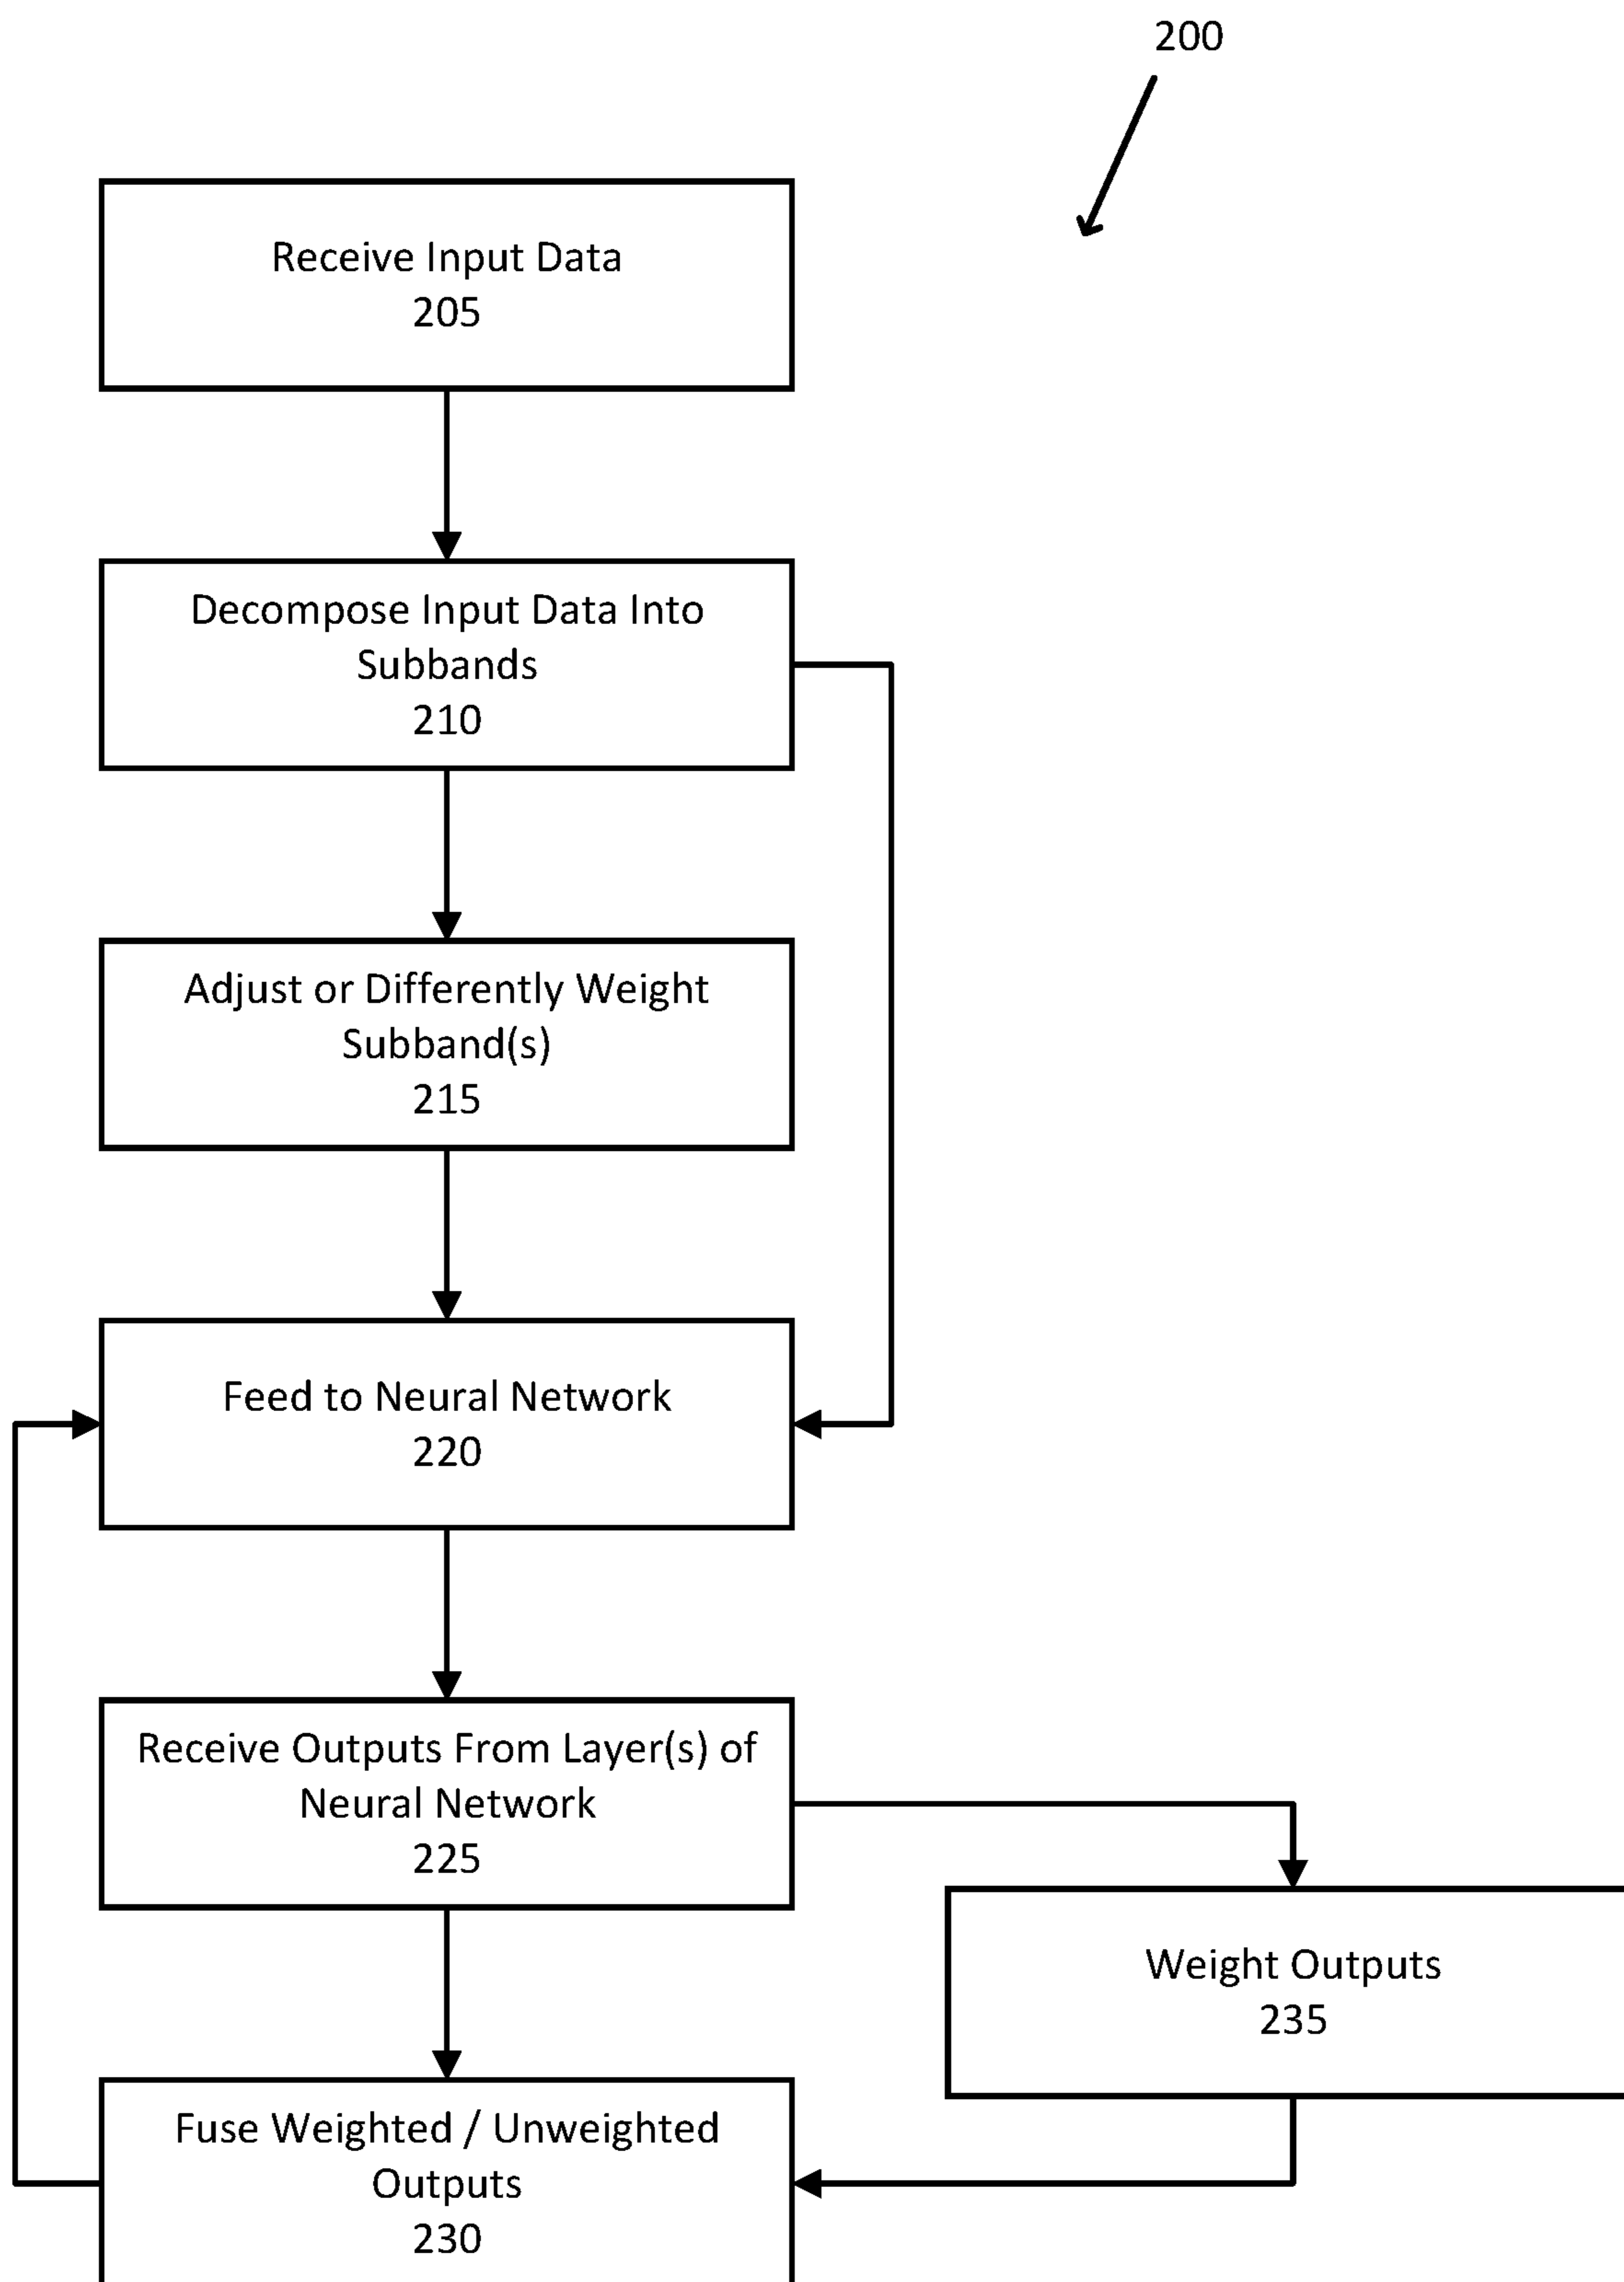 200
Receive Input Data
205
Decompose Input Data Into
Subbands
210
Adjust or Differently Weight
Subband(s)
215
Feed to Neural Network
220
Receive Outputs From Layer(s) of
Neural Network
225
Weight Outputs
235
Fuse Weighted / Unweighted
Outputs
230